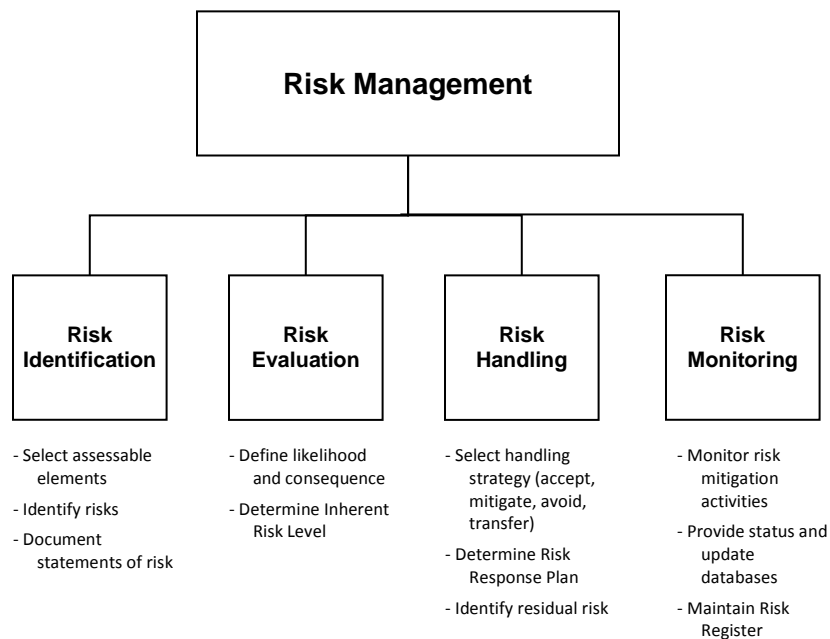 Risk Management
Risk
Identification
Risk
Evaluation
Risk
Handling
Risk
Monitoring
- Select assessable
elements
- Identify risks
- Document
statements of risk
- Define likelihood
and consequence
- Determine Inherent
Risk Level
- Select handling
strategy (accept,
mitigate, avoid,
transfer)
- Determine Risk
Response Plan
- Identify residual risk
- Monitor risk
mitigation
activities
- Provide status and
update
databases
- Maintain Risk
Register